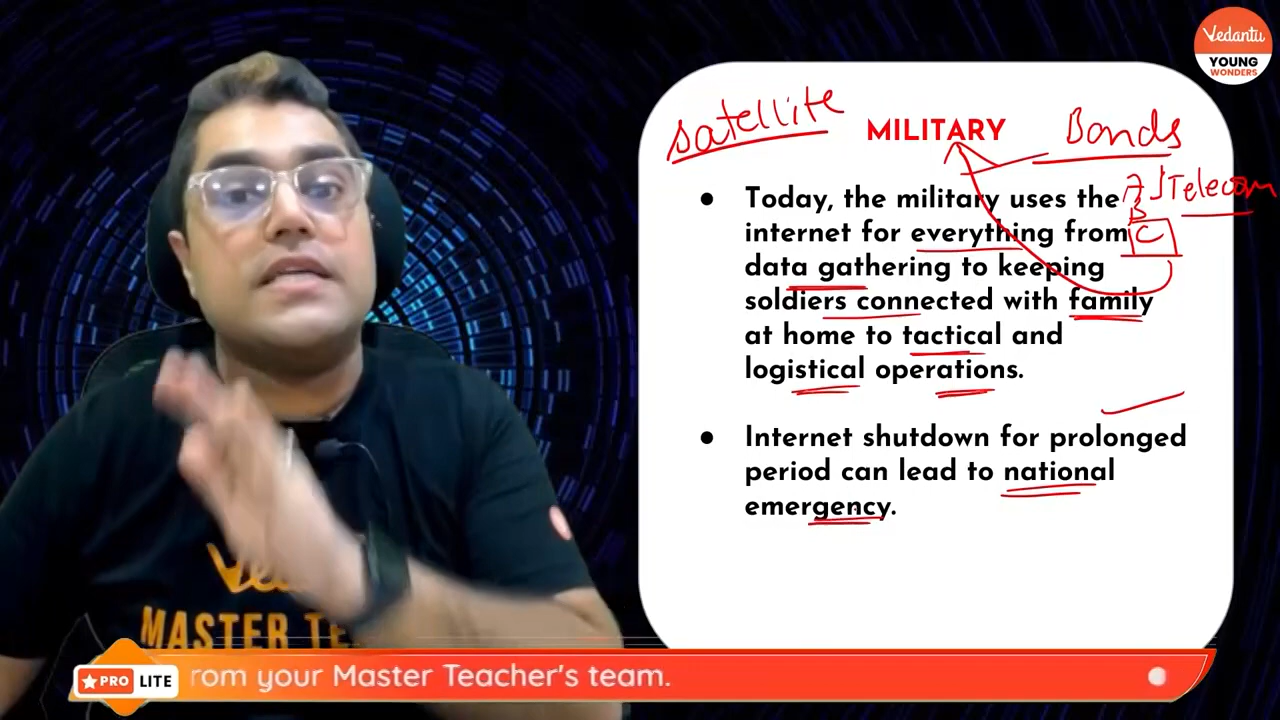 Vedantu
YOUNG
WONDERS
satellite
MILITARY
Bonds
A
B
C
Telecom
● Today, the military uses the
internet for everything from
data gathering to keeping
soldiers connected with family
at home to tactical and
logistical operations.
● Internet shutdown for prolonged
period can lead to national
emergency.
MASTER
PRO LITE
rom your Master Teacher's team.